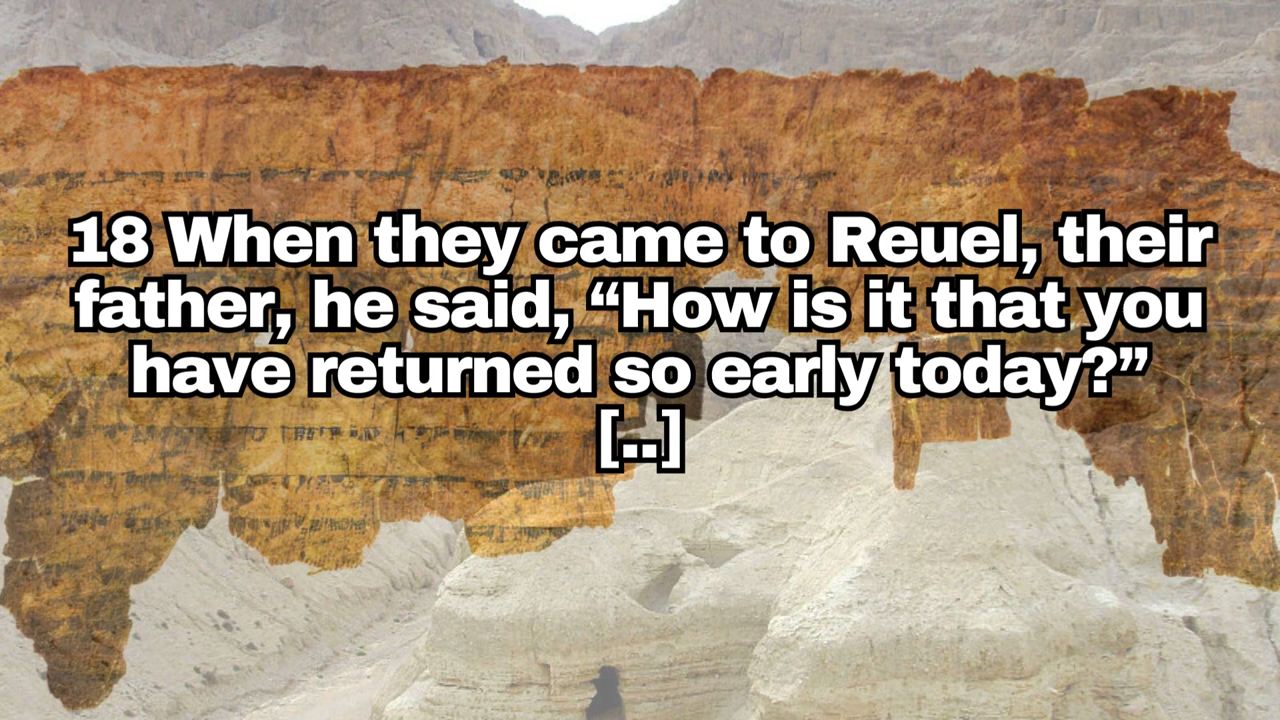 18 When they came to Reuel, their
father, he said, “How is it that you
have returned so early today?”
[..]